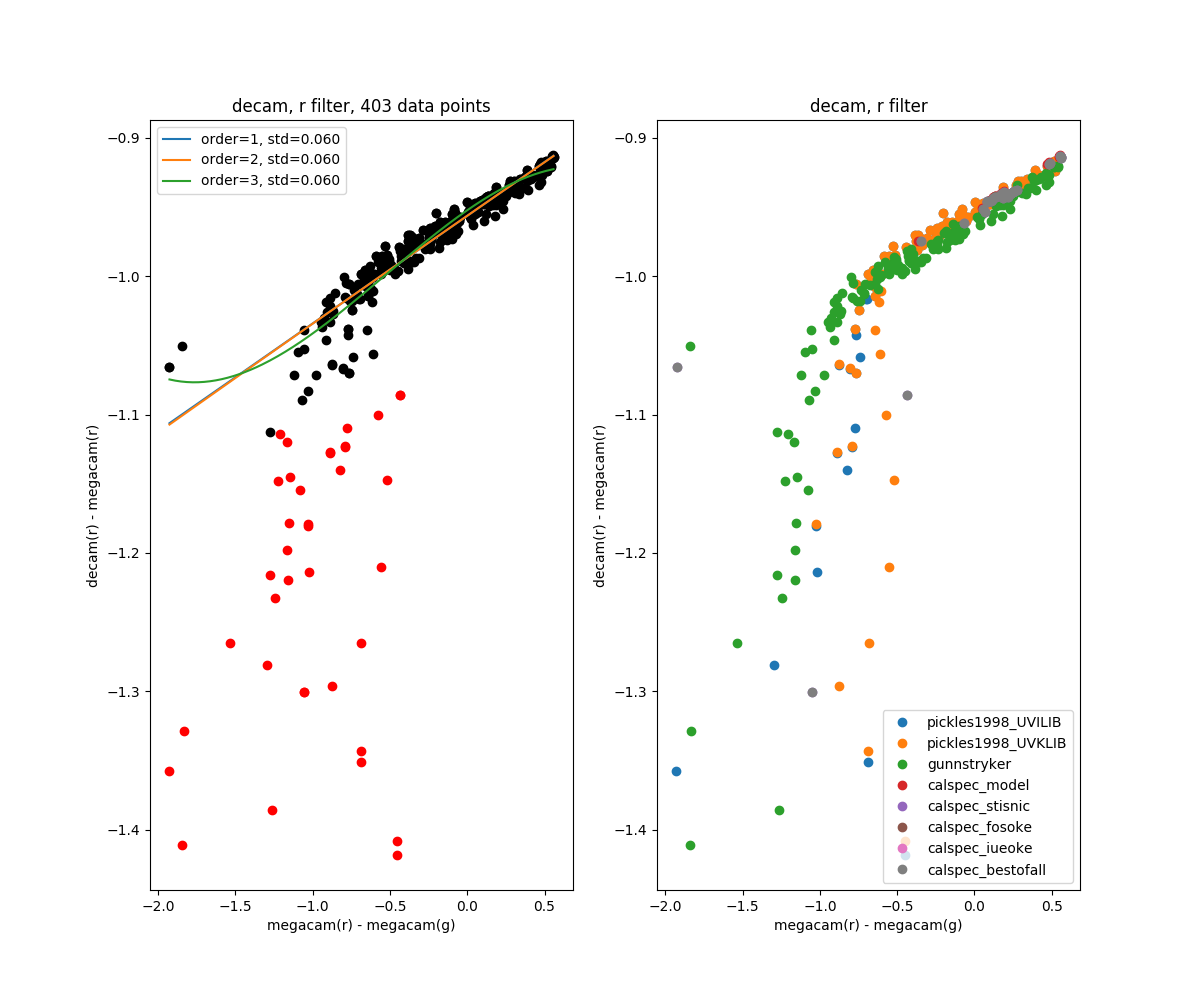 decam, r filter, 403 data points
order=1, std=0.060
order=2, std=0.060
order=3, std=0.060
−0.9
−1.0
−1.1
−1.2
−1.3
−1.4
decam(r) - megacam(r)
−2.0 −1.5 −1.0 −0.5 0.0 0.5
megacam(r) - megacam(g)
decam, r filter
−0.9
−1.0
−1.1
−1.2
−1.3
−1.4
decam(r) - megacam(r)
pickles1998_UVILIB
pickles1998_UVKLIB
gunnstryker
calspec_model
calspec_stisnic
calspec_fosoke
calspec_iueoke
calspec_bestofall
−2.0 −1.5 −1.0 −0.5 0.0 0.5
megacam(r) - megacam(g)